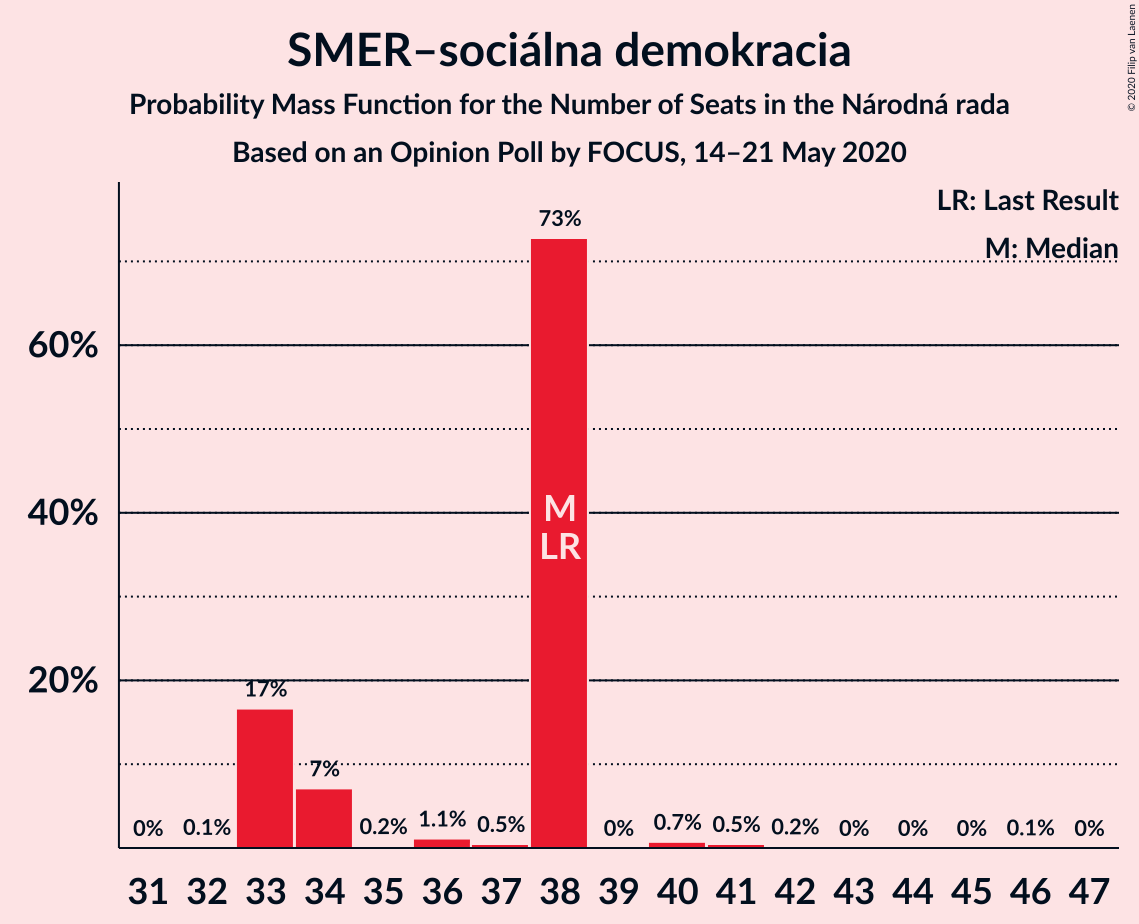 SMER–sociálna demokracia
Probability Mass Function for the Number of Seats in the Národná rada
Based on an Opinion Poll by FOCUS, 14–21 May 2020
© 2020 Filip van Laenen
LR: Last Result
M: Median
60%
40%
20%
0%
0.1%
17%
7%
0.2%
1.1%
0.5%
73%
M
LR
0%
0.7%
0.5%
0.2%
0%
0%
0%
0.1%
0%
31 32 33 34 35 36 37 38 39 40 41 42 43 44 45 46 47